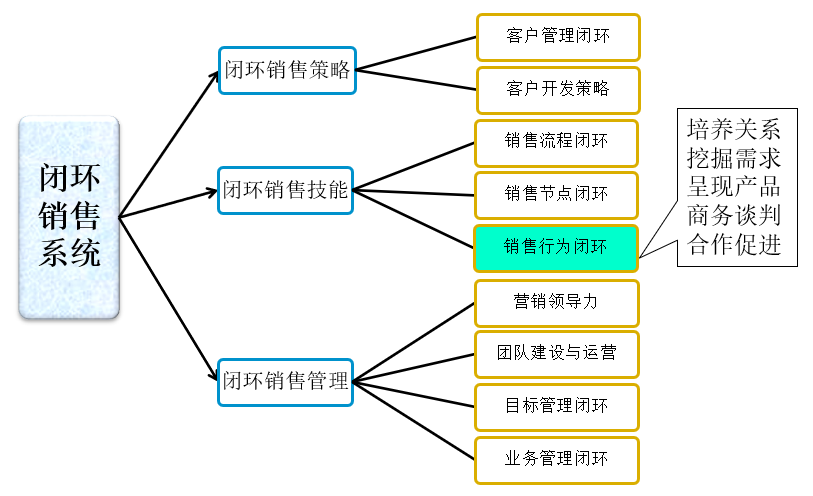 闭环
销售
系统
闭环销售策略
客户管理闭环
客户开发策略
闭环销售技能
销售流程闭环
销售节点闭环
销售行为闭环
培养关系
挖掘需求
呈现产品
商务谈判
合作促进
闭环销售管理
营销领导力
团队建设与运营
目标管理闭环
业务管理闭环